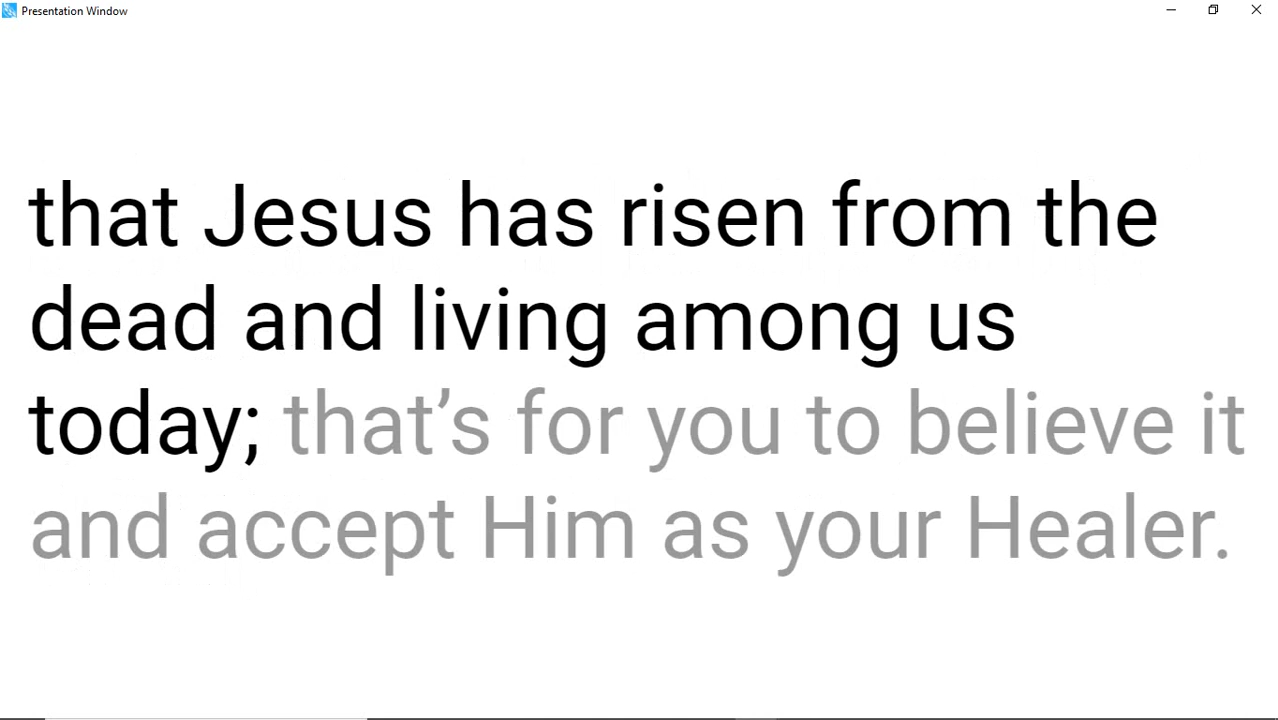 Presentation Window
that Jesus has risen from the
dead and living among us
today; that’s for you to believe it
and accept Him as your Healer.